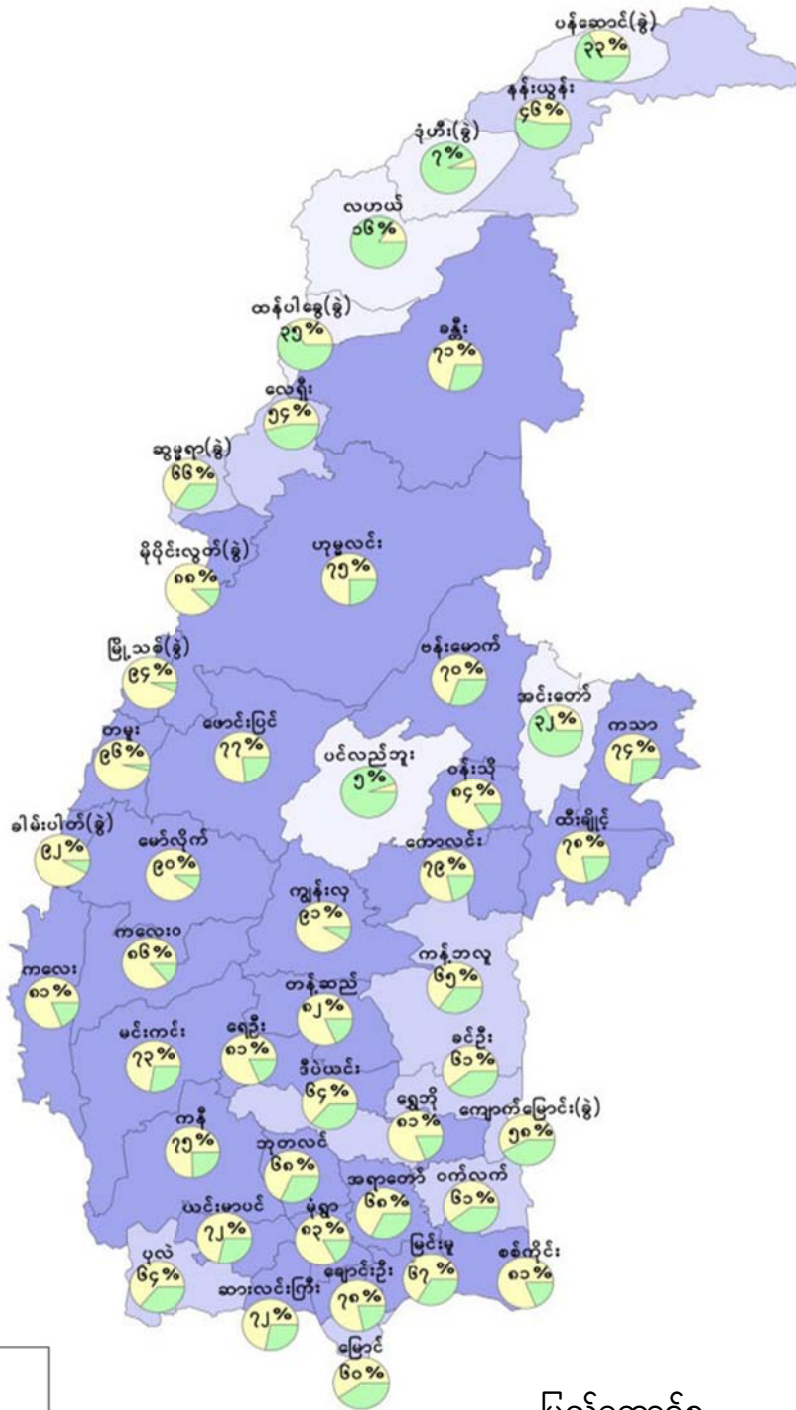 ပန်ဆောင်(ခွဲ)
၃၃%
နန်းယွန်း
၄၆%
ဒုံဟီး(ခွဲ)
၇%
လဟယ်
၁၆%
ထန်ပါခွေ(ခွဲ)
၃၅%
ခန္တီး
၇၁%
လေရှီး
၅၄%
ဆွမ္မရာ(ခွဲ)
၆၆%
မိုပိုင်းလွတ်(ခွဲ)
၈၈%
ဟုမ္မလင်း
၇၅%
မြို့သစ်(ခွဲ)
၉၄%
ဗန်းမောက်
၇၀%
အင်းတော်
၃၂%
ကသာ
၇၄%
တမူး
၉၆%
ဖောင်းပြင်
၇၇%
ပင်လည်ဘူး
၅%
ဝန်းသို
၈၄%
ခါမ်းပါတ်(ခွဲ)
၉၂%
မော်လိုက်
၉၀%
ကောလင်း
၇၉%
ထီးချိုင့်
၇၈%
ကျွန်းလှ
၉၁%
ကလေးဝ
၈၆%
ကန့်ဘလူ
၆၅%
ကလေး
၈၁%
တန့်ဆည်
၈၂%
မင်းကင်း
၇၃%
ရေဦး
၈၁%
ခင်ဦး
၆၁%
ဒီပဲယင်း
၆၄%
ရွှေဘို
၈၁%
ကျောက်မြောင်း(ခွဲ)
၅၈%
ကနီ
၇၅%
ဘုတလင်
၆၈%
အရာတော်
၆၈%
ဝက်လက်
၆၁%
ယင်းမာပင်
၇၂%
မုံရွာ
၈၃%
မြင်းမူ
၆၇%
စစ်ကိုင်း
၈၁%
ပုလဲ
၆၄%
ဆားလင်းကြီး
၇၂%
ချောင်းဦး
၇၈%
မြောင်
၆၀%